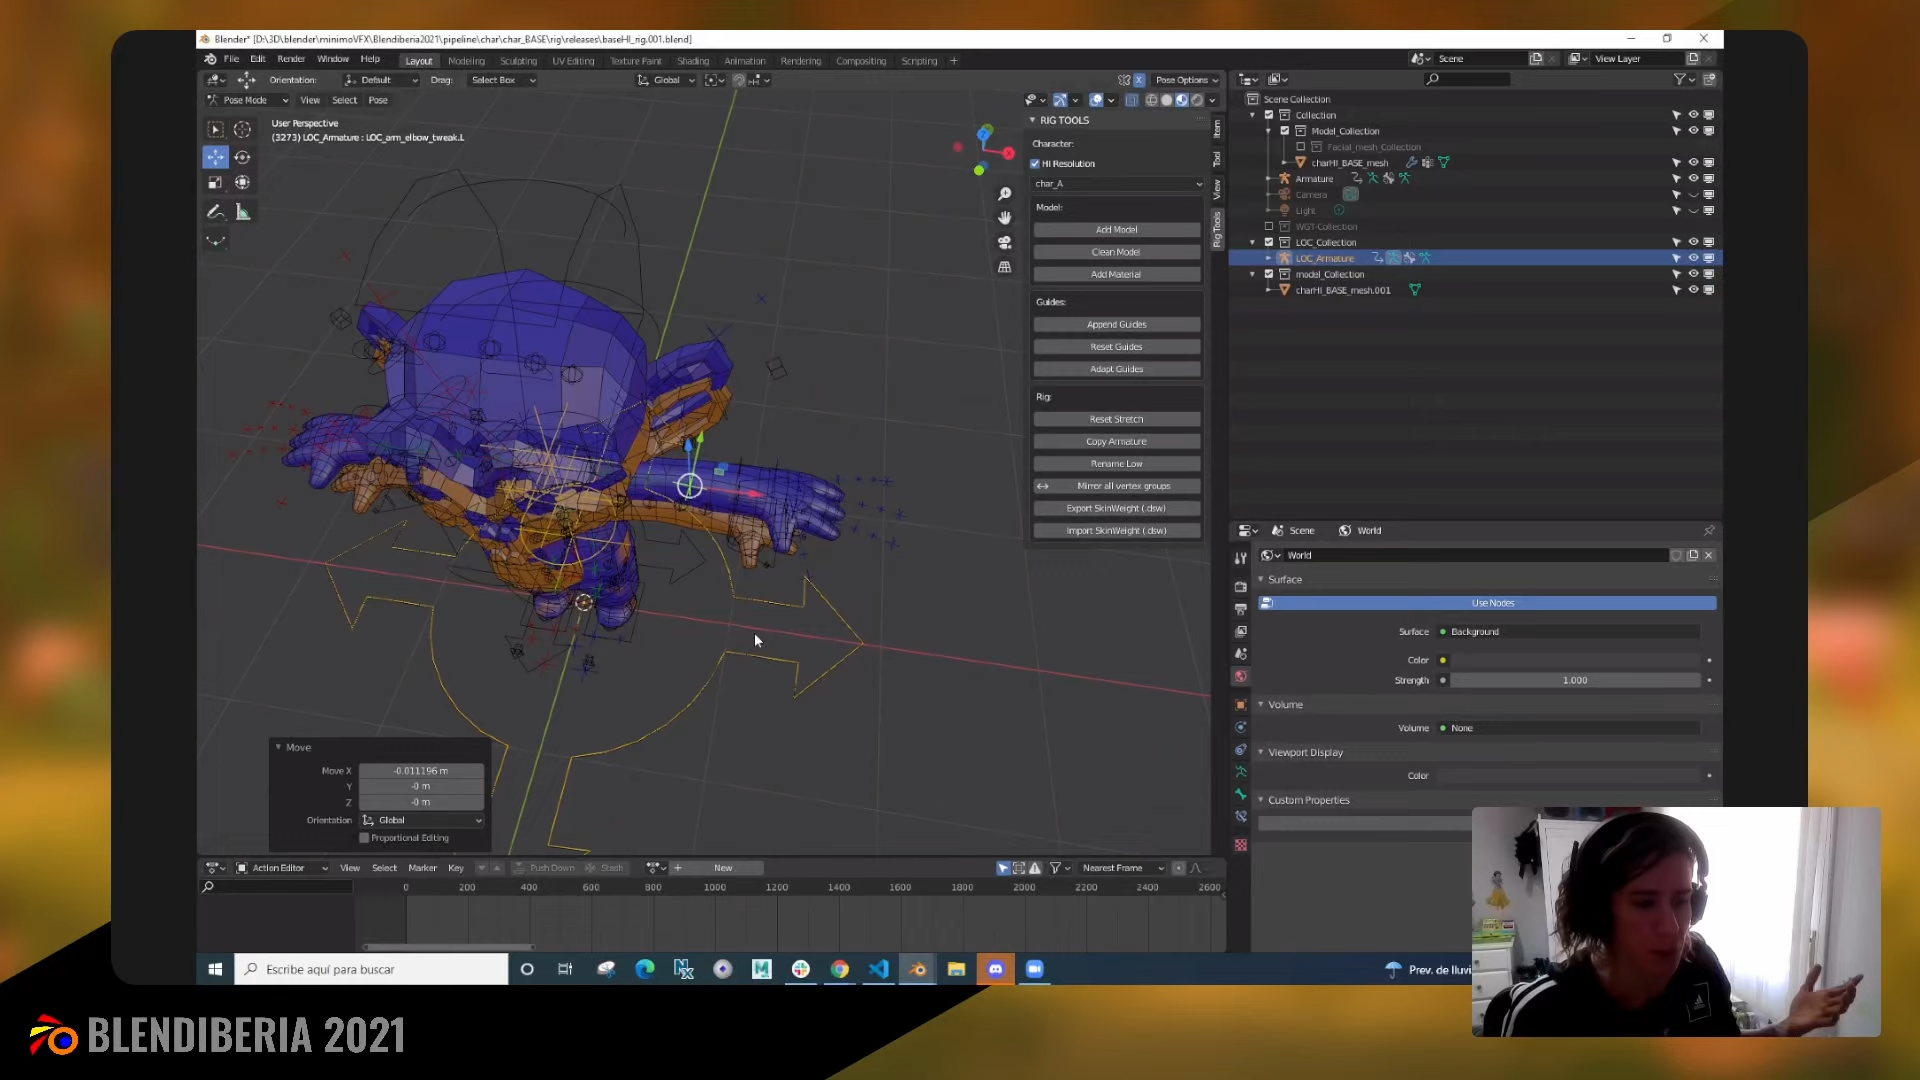 Blender* [D:\3D\blender\minimoVFX\Blendiberia2021\pipeline\char\char_BASE\rig\releases\baseHI_rig.001.blend]
File Edit Render Window Help Layout Modeling Sculpting UV Editing Texture Paint Shading Animation Rendering Compositing Scripting +
Scene
View Layer
Orientation: Default Drag: Select Box Global Pose Options
Pose Mode View Select Pose
User Perspective
(3273) LOC_Armature : LOC_arm_elbow_tweak.L
RIG TOOLS
Character:
HI Resolution
char_A
Model:
Add Model
Clean Model
Add Material
Guides:
Append Guides
Reset Guides
Adapt Guides
Rig:
Reset Stretch
Copy Armature
Rename Low
Mirror all vertex groups
Export SkinWeight (.dsw)
Import SkinWeight (.dsw)
Item
Tool
View
Rig Tools
Scene Collection
Collection
Model_Collection
Facial_mesh_Collection
charHI_BASE_mesh
Armature
Camera
Light
WGT-Collection
LOC_Collection
LOC_Armature
model_Collection
charHI_BASE_mesh.001
Scene World
World
Surface
Use Nodes
Surface Background
Color
Strength 1.000
Volume
Volume None
Viewport Display
Color
Custom Properties
Move
Move X -0.011196 m
Y -0 m
Z -0 m
Orientation Global
Proportional Editing
Action Editor View Select Marker Key Push Down Stash + New Nearest Frame
0 200 400 600 800 1000 1200 1400 1600 1800 2000 2200 2400 2600
Escribe aquí para buscar
Prev. de lluvi
BLENDIBERIA 2021